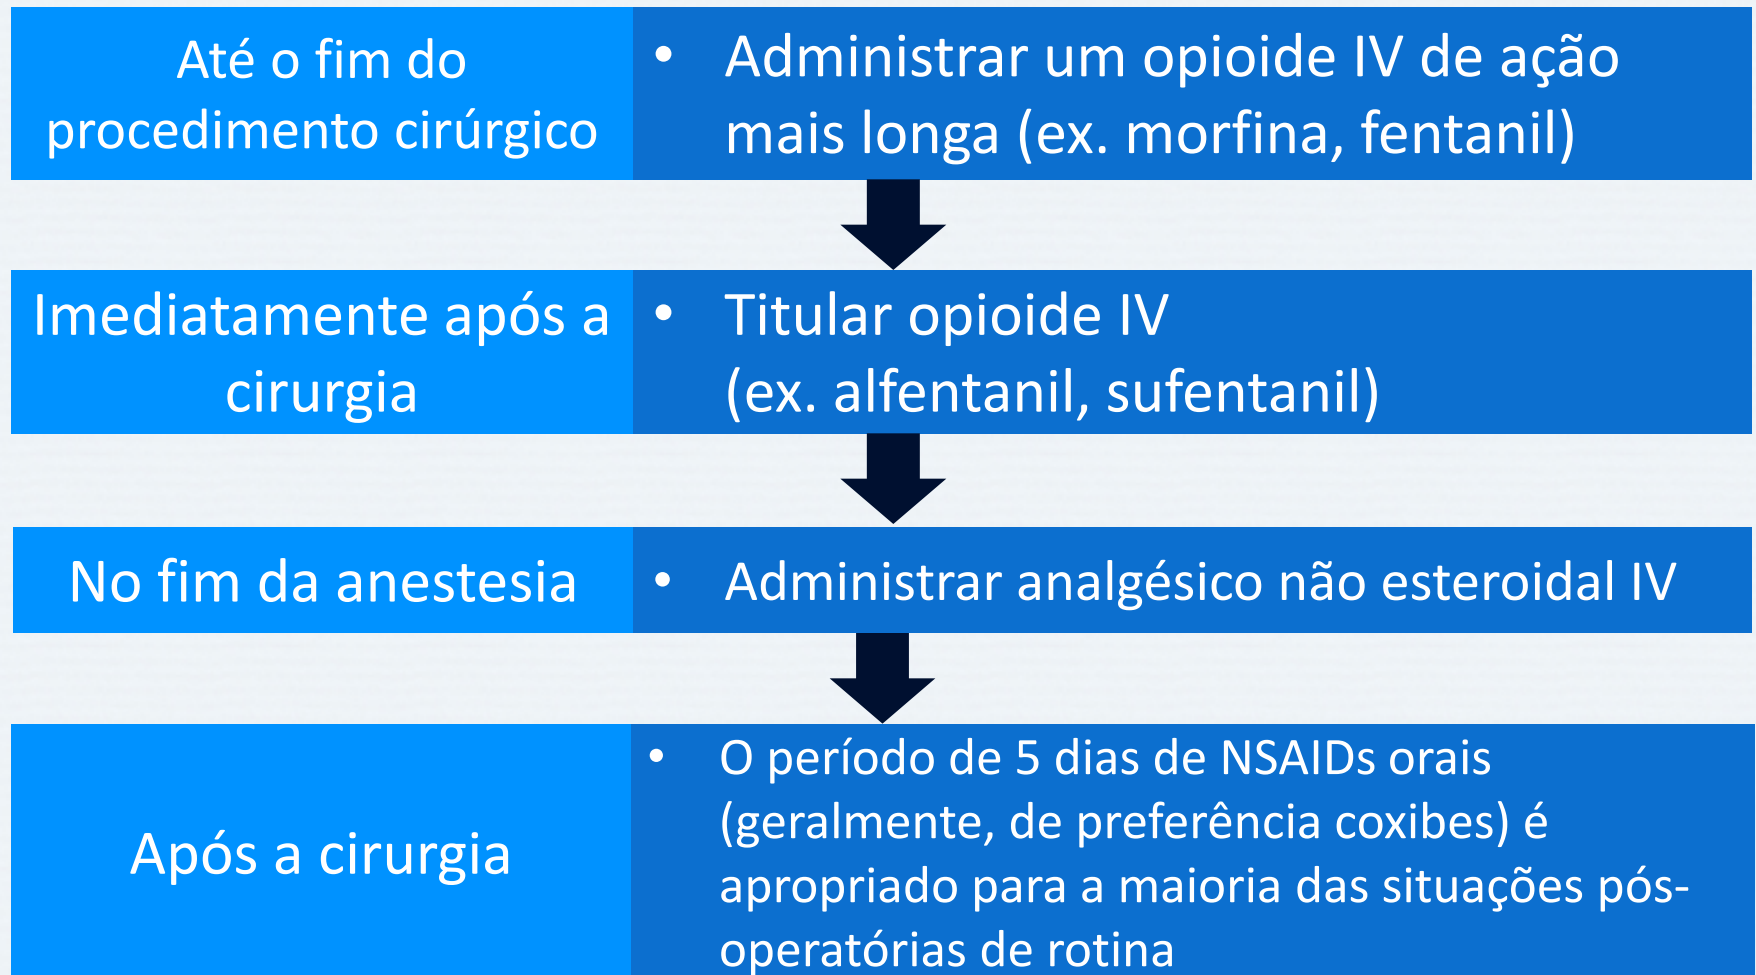 Até o fim do
procedimento cirúrgico
• Administrar um opioide IV de ação
mais longa (ex. morfina, fentanil)
Imediatamente após a
cirurgia
• Titular opioide IV
(ex. alfentanil, sufentanil)
No fim da anestesia
• Administrar analgésico não esteroidal IV
Após a cirurgia
• O período de 5 dias de NSAIDs orais
(geralmente, de preferência coxibes) é
apropriado para a maioria das situações pós-
operatórias de rotina